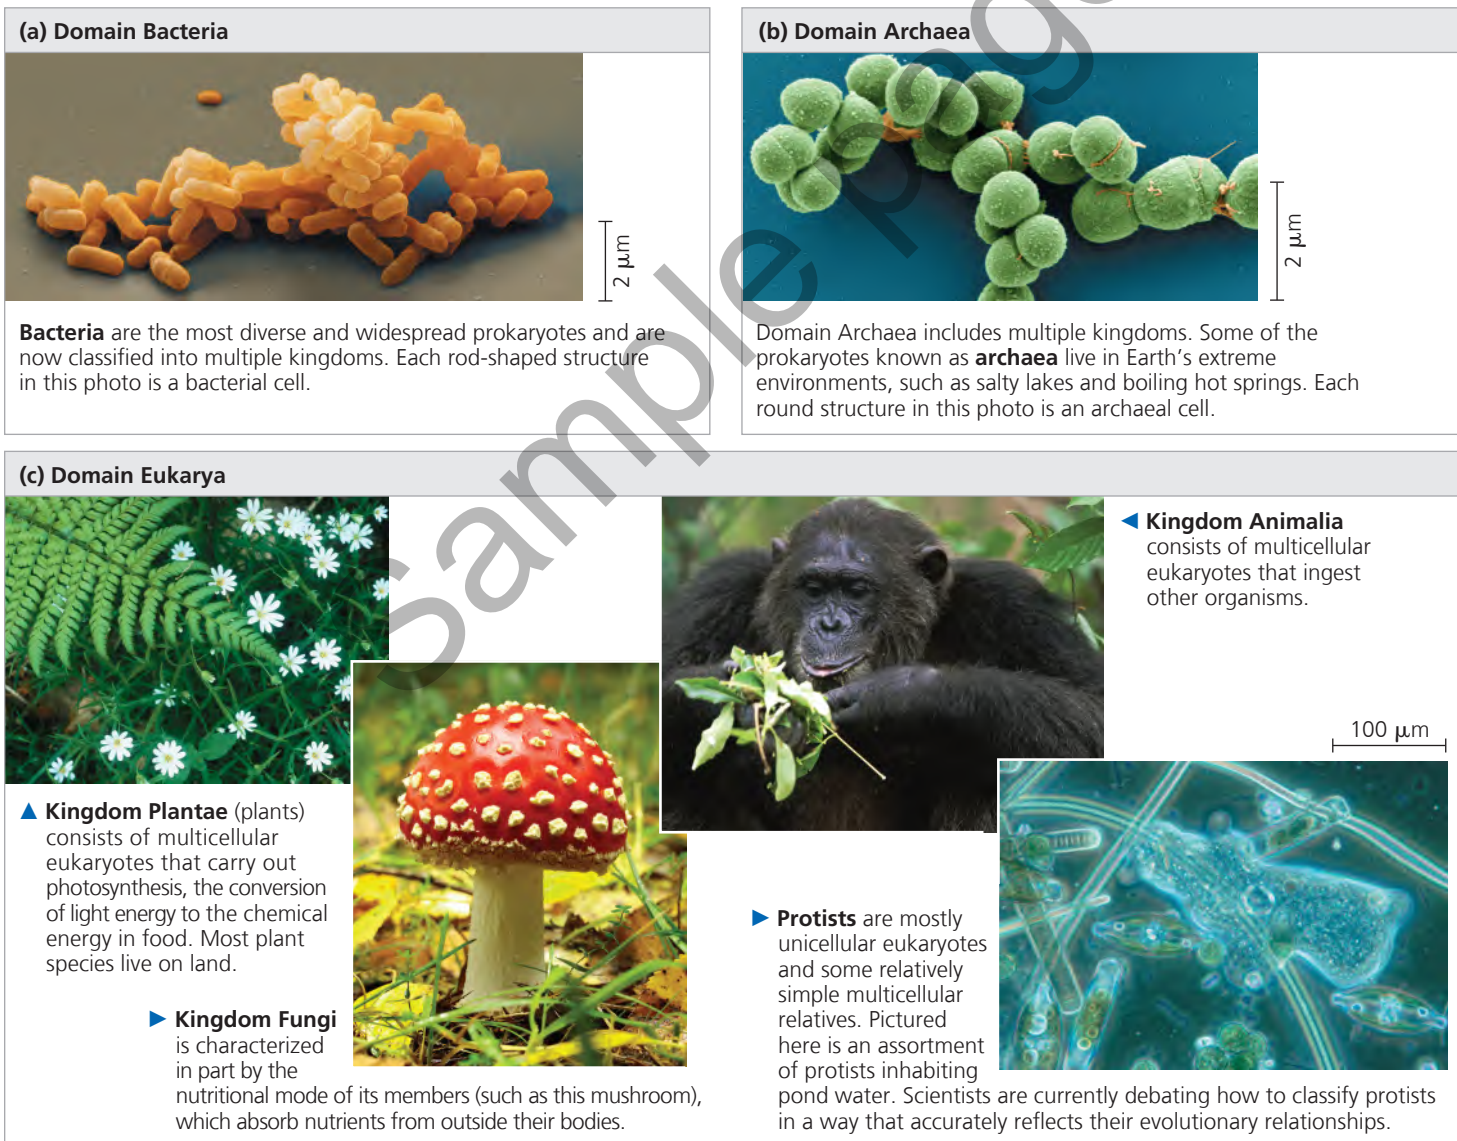 (a) Domain Bacteria
2 µm
Bacteria are the most diverse and widespread prokaryotes and are
now classified into multiple kingdoms. Each rod-shaped structure
in this photo is a bacterial cell.
(b) Domain Archaea
2 µm
Domain Archaea includes multiple kingdoms. Some of the
prokaryotes known as archaea live in Earth’s extreme
environments, such as salty lakes and boiling hot springs. Each
round structure in this photo is an archaeal cell.
(c) Domain Eukarya
▲ Kingdom Plantae (plants)
consists of multicellular
eukaryotes that carry out
photosynthesis, the conversion
of light energy to the chemical
energy in food. Most plant
species live on land.
► Kingdom Fungi
is characterized
in part by the
nutritional mode of its members (such as this mushroom),
which absorb nutrients from outside their bodies.
◄ Kingdom Animalia
consists of multicellular
eukaryotes that ingest
other organisms.
100 µm
► Protists are mostly
unicellular eukaryotes
and some relatively
simple multicellular
relatives. Pictured
here is an assortment
of protists inhabiting
pond water. Scientists are currently debating how to classify protists
in a way that accurately reflects their evolutionary relationships.
Sample pag